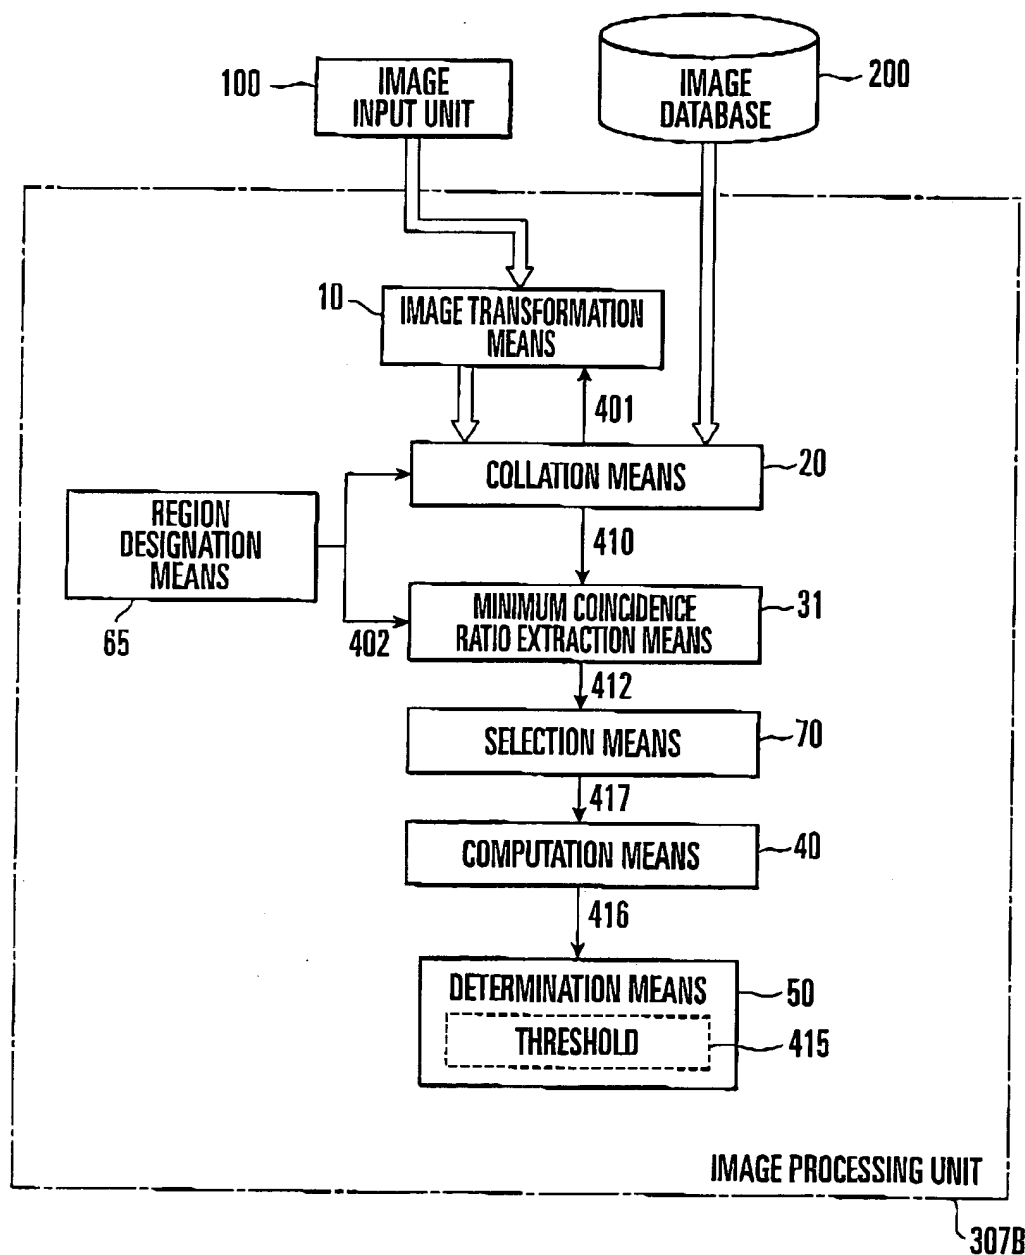 100
IMAGE
INPUT UNIT
IMAGE
DATABASE
200
10
IMAGE TRANSFORMATION
MEANS
401
COLLATION MEANS
20
REGION
DESIGNATION
MEANS
65
410
402
MINIMUM COINCIDENCE
RATIO EXTRACTION MEANS
31
412
SELECTION MEANS
70
417
COMPUTATION MEANS
40
416
DETERMINATION MEANS
50
THRESHOLD
415
IMAGE PROCESSING UNIT
307B